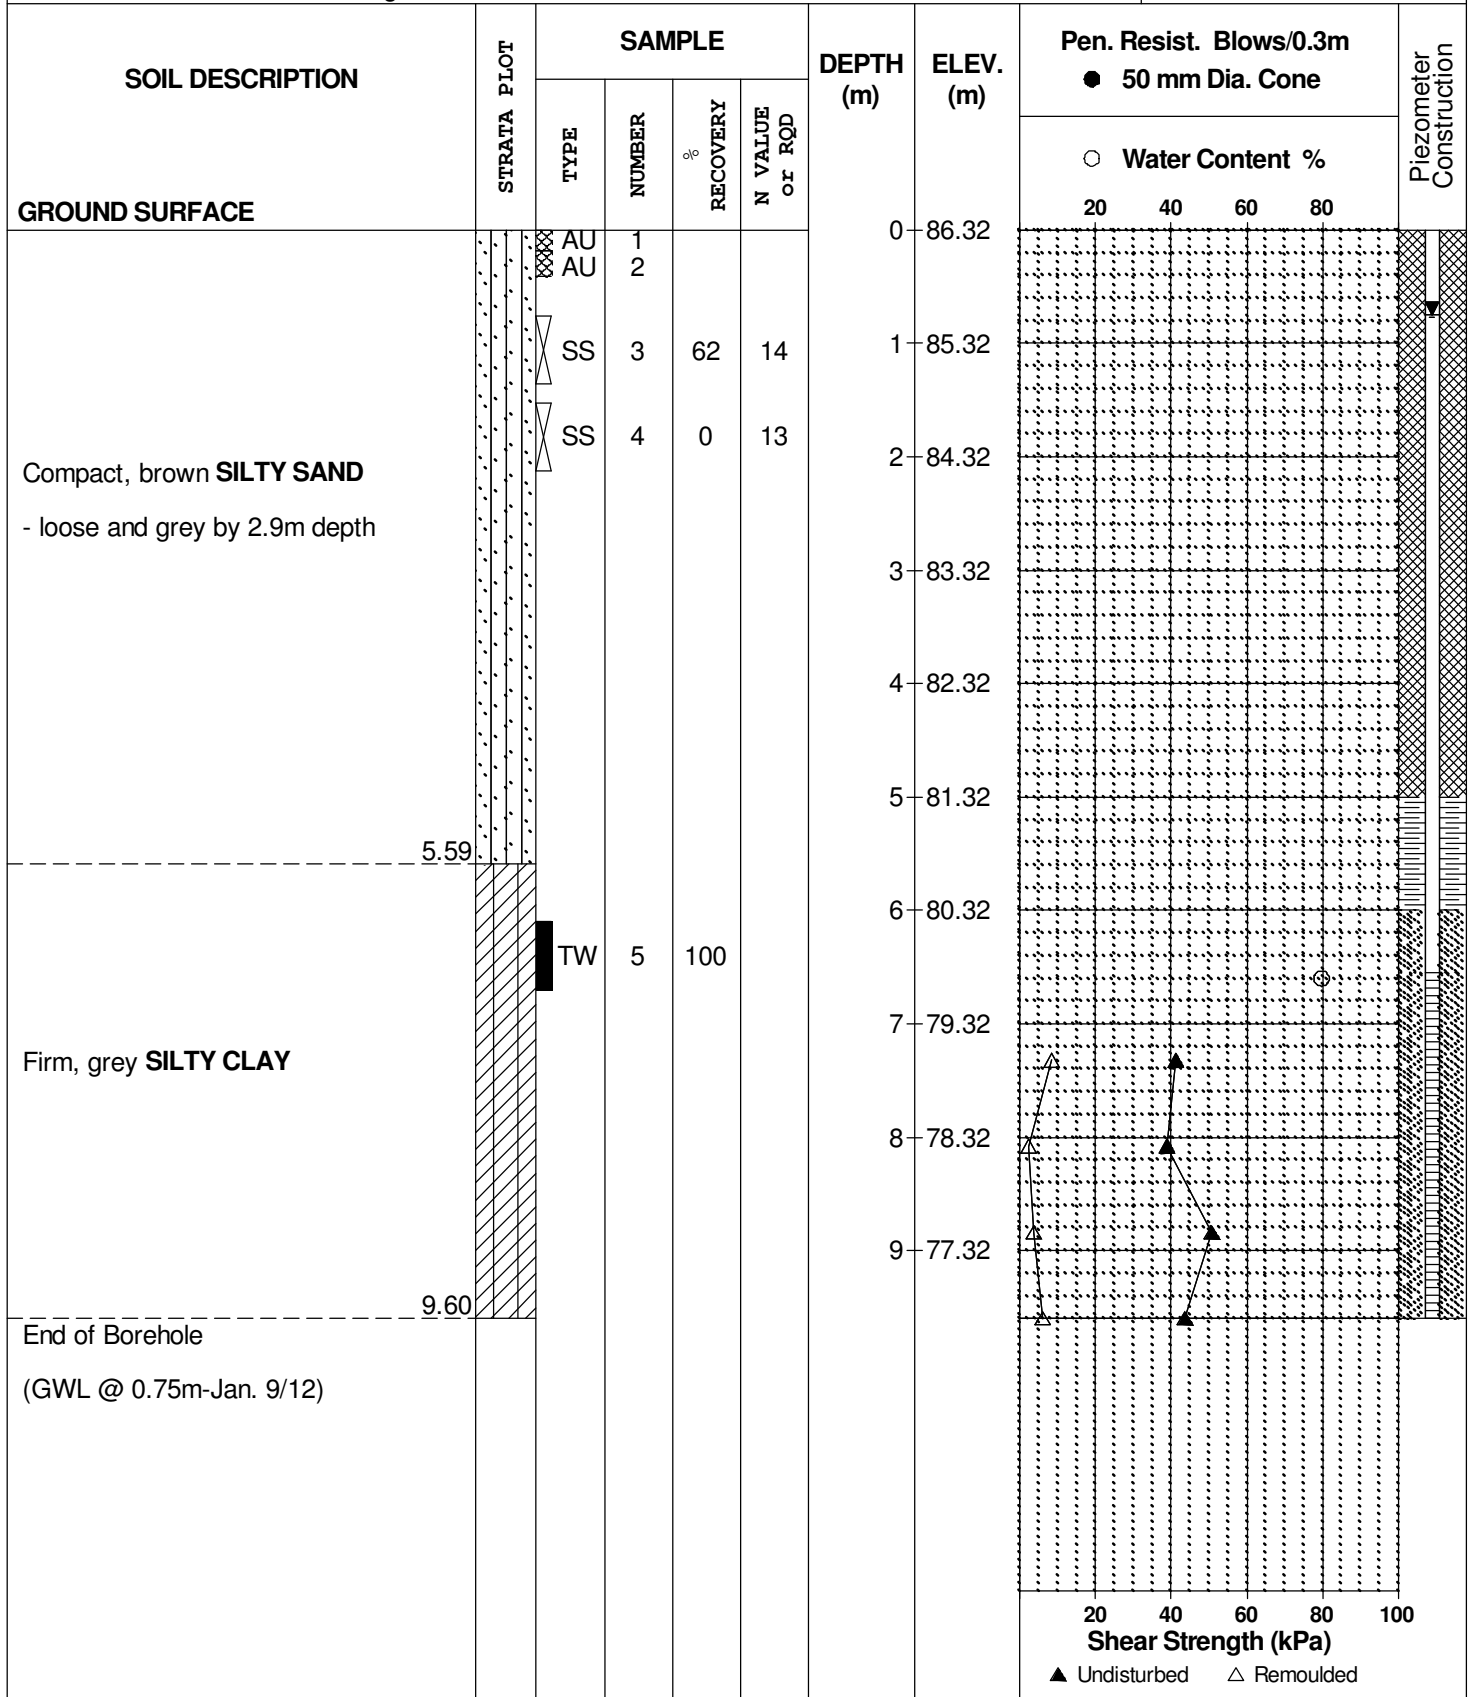 SOIL DESCRIPTION
GROUND SURFACE
STRATA PLOT
SAMPLE
TYPE
NUMBER
% RECOVERY
N VALUE or RQD
DEPTH (m)
ELEV. (m)
Pen. Resist. Blows/0.3m
● 50 mm Dia. Cone
○ Water Content %
20 40 60 80
Piezometer Construction
0 86.32
AU 1
AU 2
SS 3 62 14
1 85.32
SS 4 0 13
2 84.32
Compact, brown SILTY SAND
- loose and grey by 2.9m depth
3 83.32
4 82.32
5 81.32
5.59
6 80.32
TW 5 100
7 79.32
Firm, grey SILTY CLAY
8 78.32
9 77.32
9.60
End of Borehole
(GWL @ 0.75m-Jan. 9/12)
20 40 60 80 100
Shear Strength (kPa)
▲ Undisturbed △ Remoulded